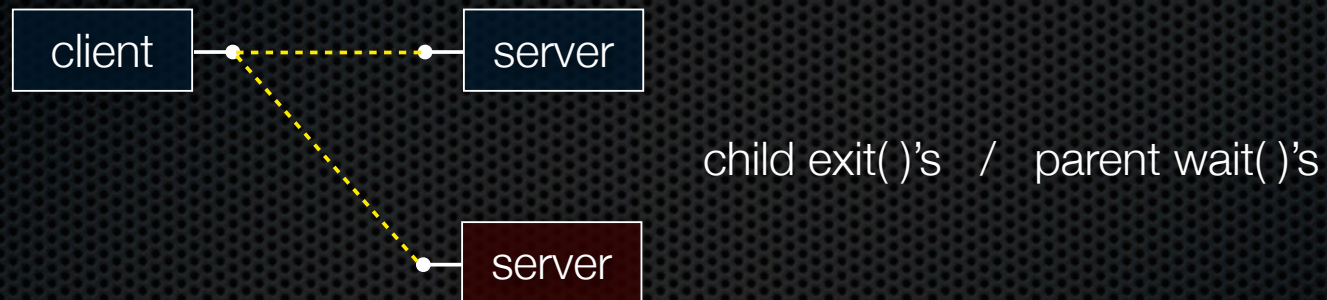 client
server
child exit( )'s / parent wait( )'s
server